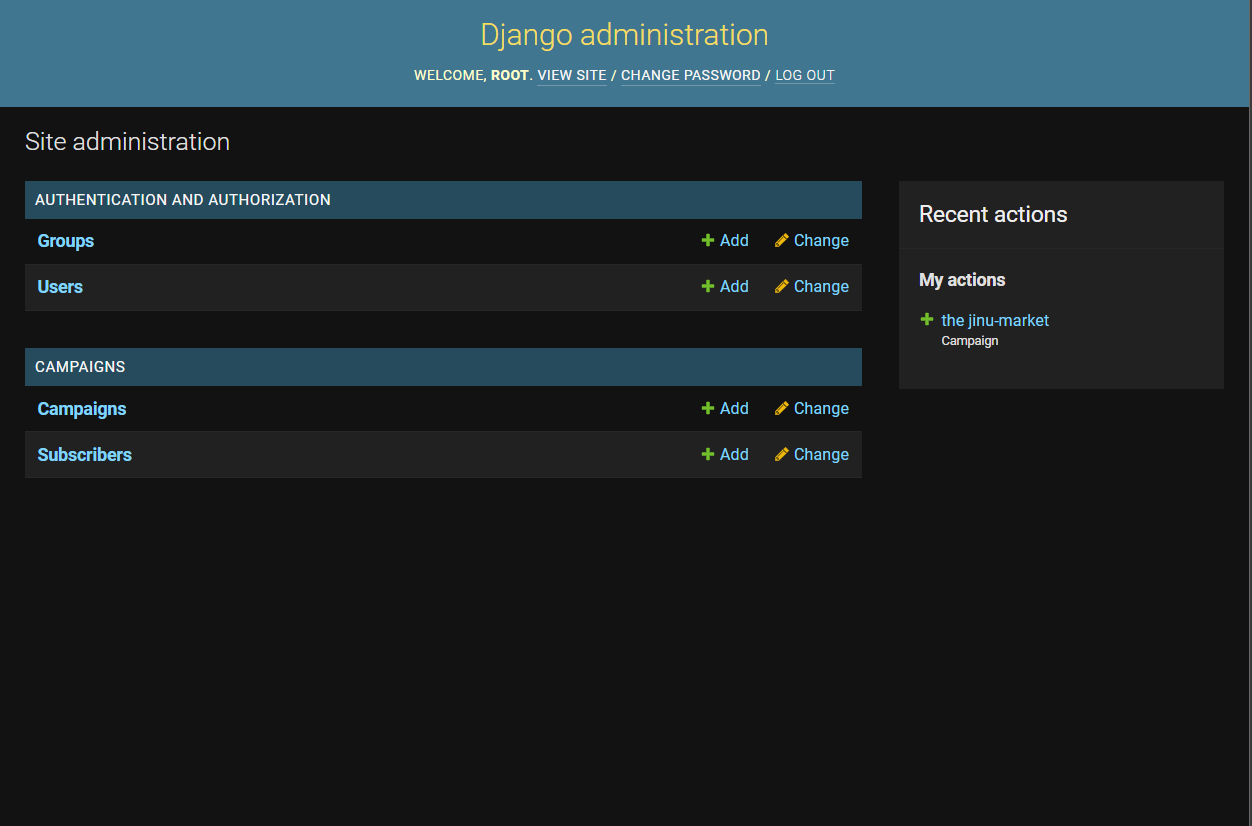 Django administration
WELCOME, ROOT. VIEW SITE / CHANGE PASSWORD / LOG OUT
Site administration
AUTHENTICATION AND AUTHORIZATION
Groups Add Change
Users Add Change
CAMPAIGNS
Campaigns Add Change
Subscribers Add Change
Recent actions
My actions
the jinu-market
Campaign